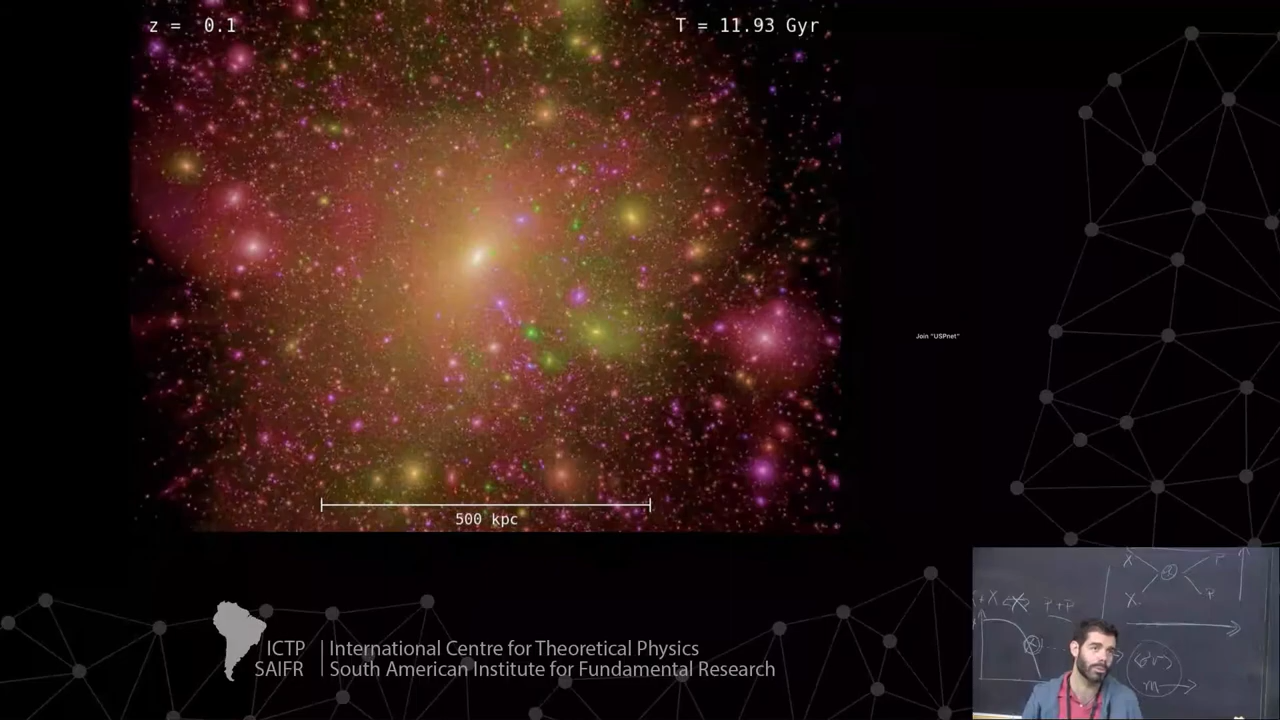 z =  0.1
T = 11.93 Gyr
500 kpc
Join "USPnet"
ICTP
SAIFR
International Centre for Theoretical Physics
South American Institute for Fundamental Research
X
P
X
P
P+P
⟨σv⟩
m